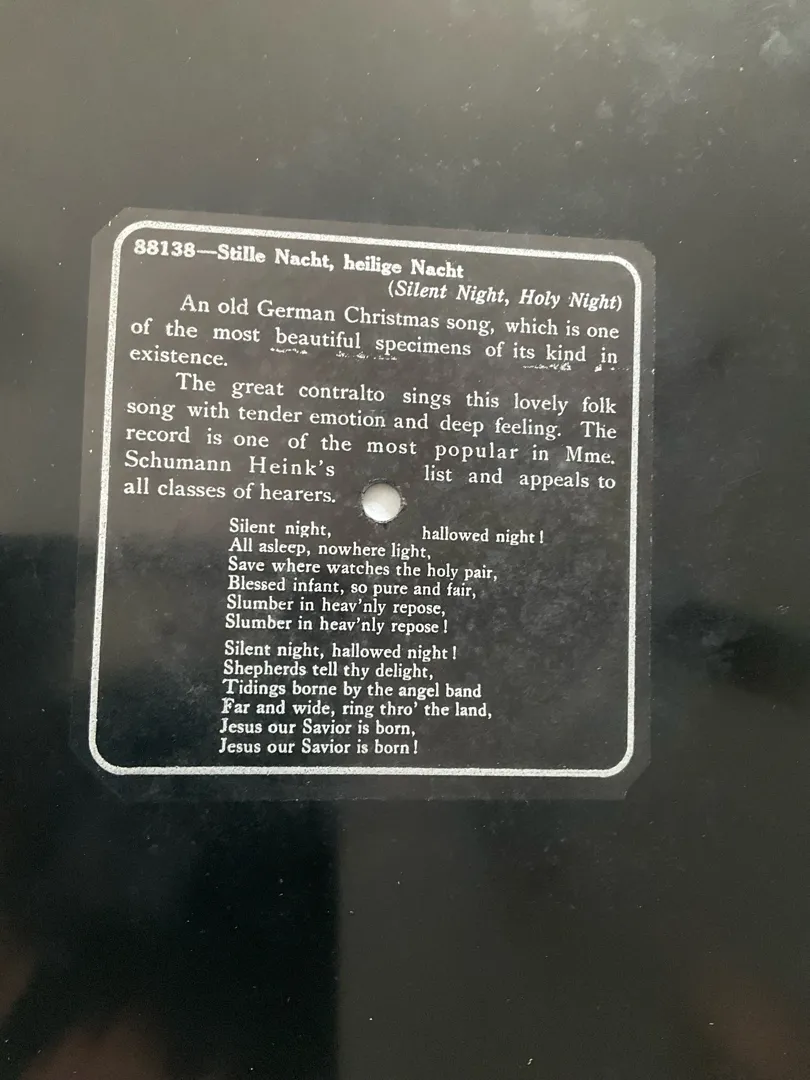 88138—Stille Nacht, heilige Nacht
(Silent Night, Holy Night)
An old German Christmas song, which is one
of the most beautiful specimens of its kind in
existence.
The great contralto sings this lovely folk
song with tender emotion and deep feeling. The
record is one of the most popular in Mme.
Schumann Heink's list and appeals to
all classes of hearers.
Silent night, hallowed night!
All asleep, nowhere light,
Save where watches the holy pair,
Blessed infant, so pure and fair,
Slumber in heav'nly repose,
Slumber in heav'nly repose!
Silent night, hallowed night!
Shepherds tell thy delight,
Tidings borne by the angel band
Far and wide, ring thro' the land,
Jesus our Savior is born,
Jesus our Savior is born!